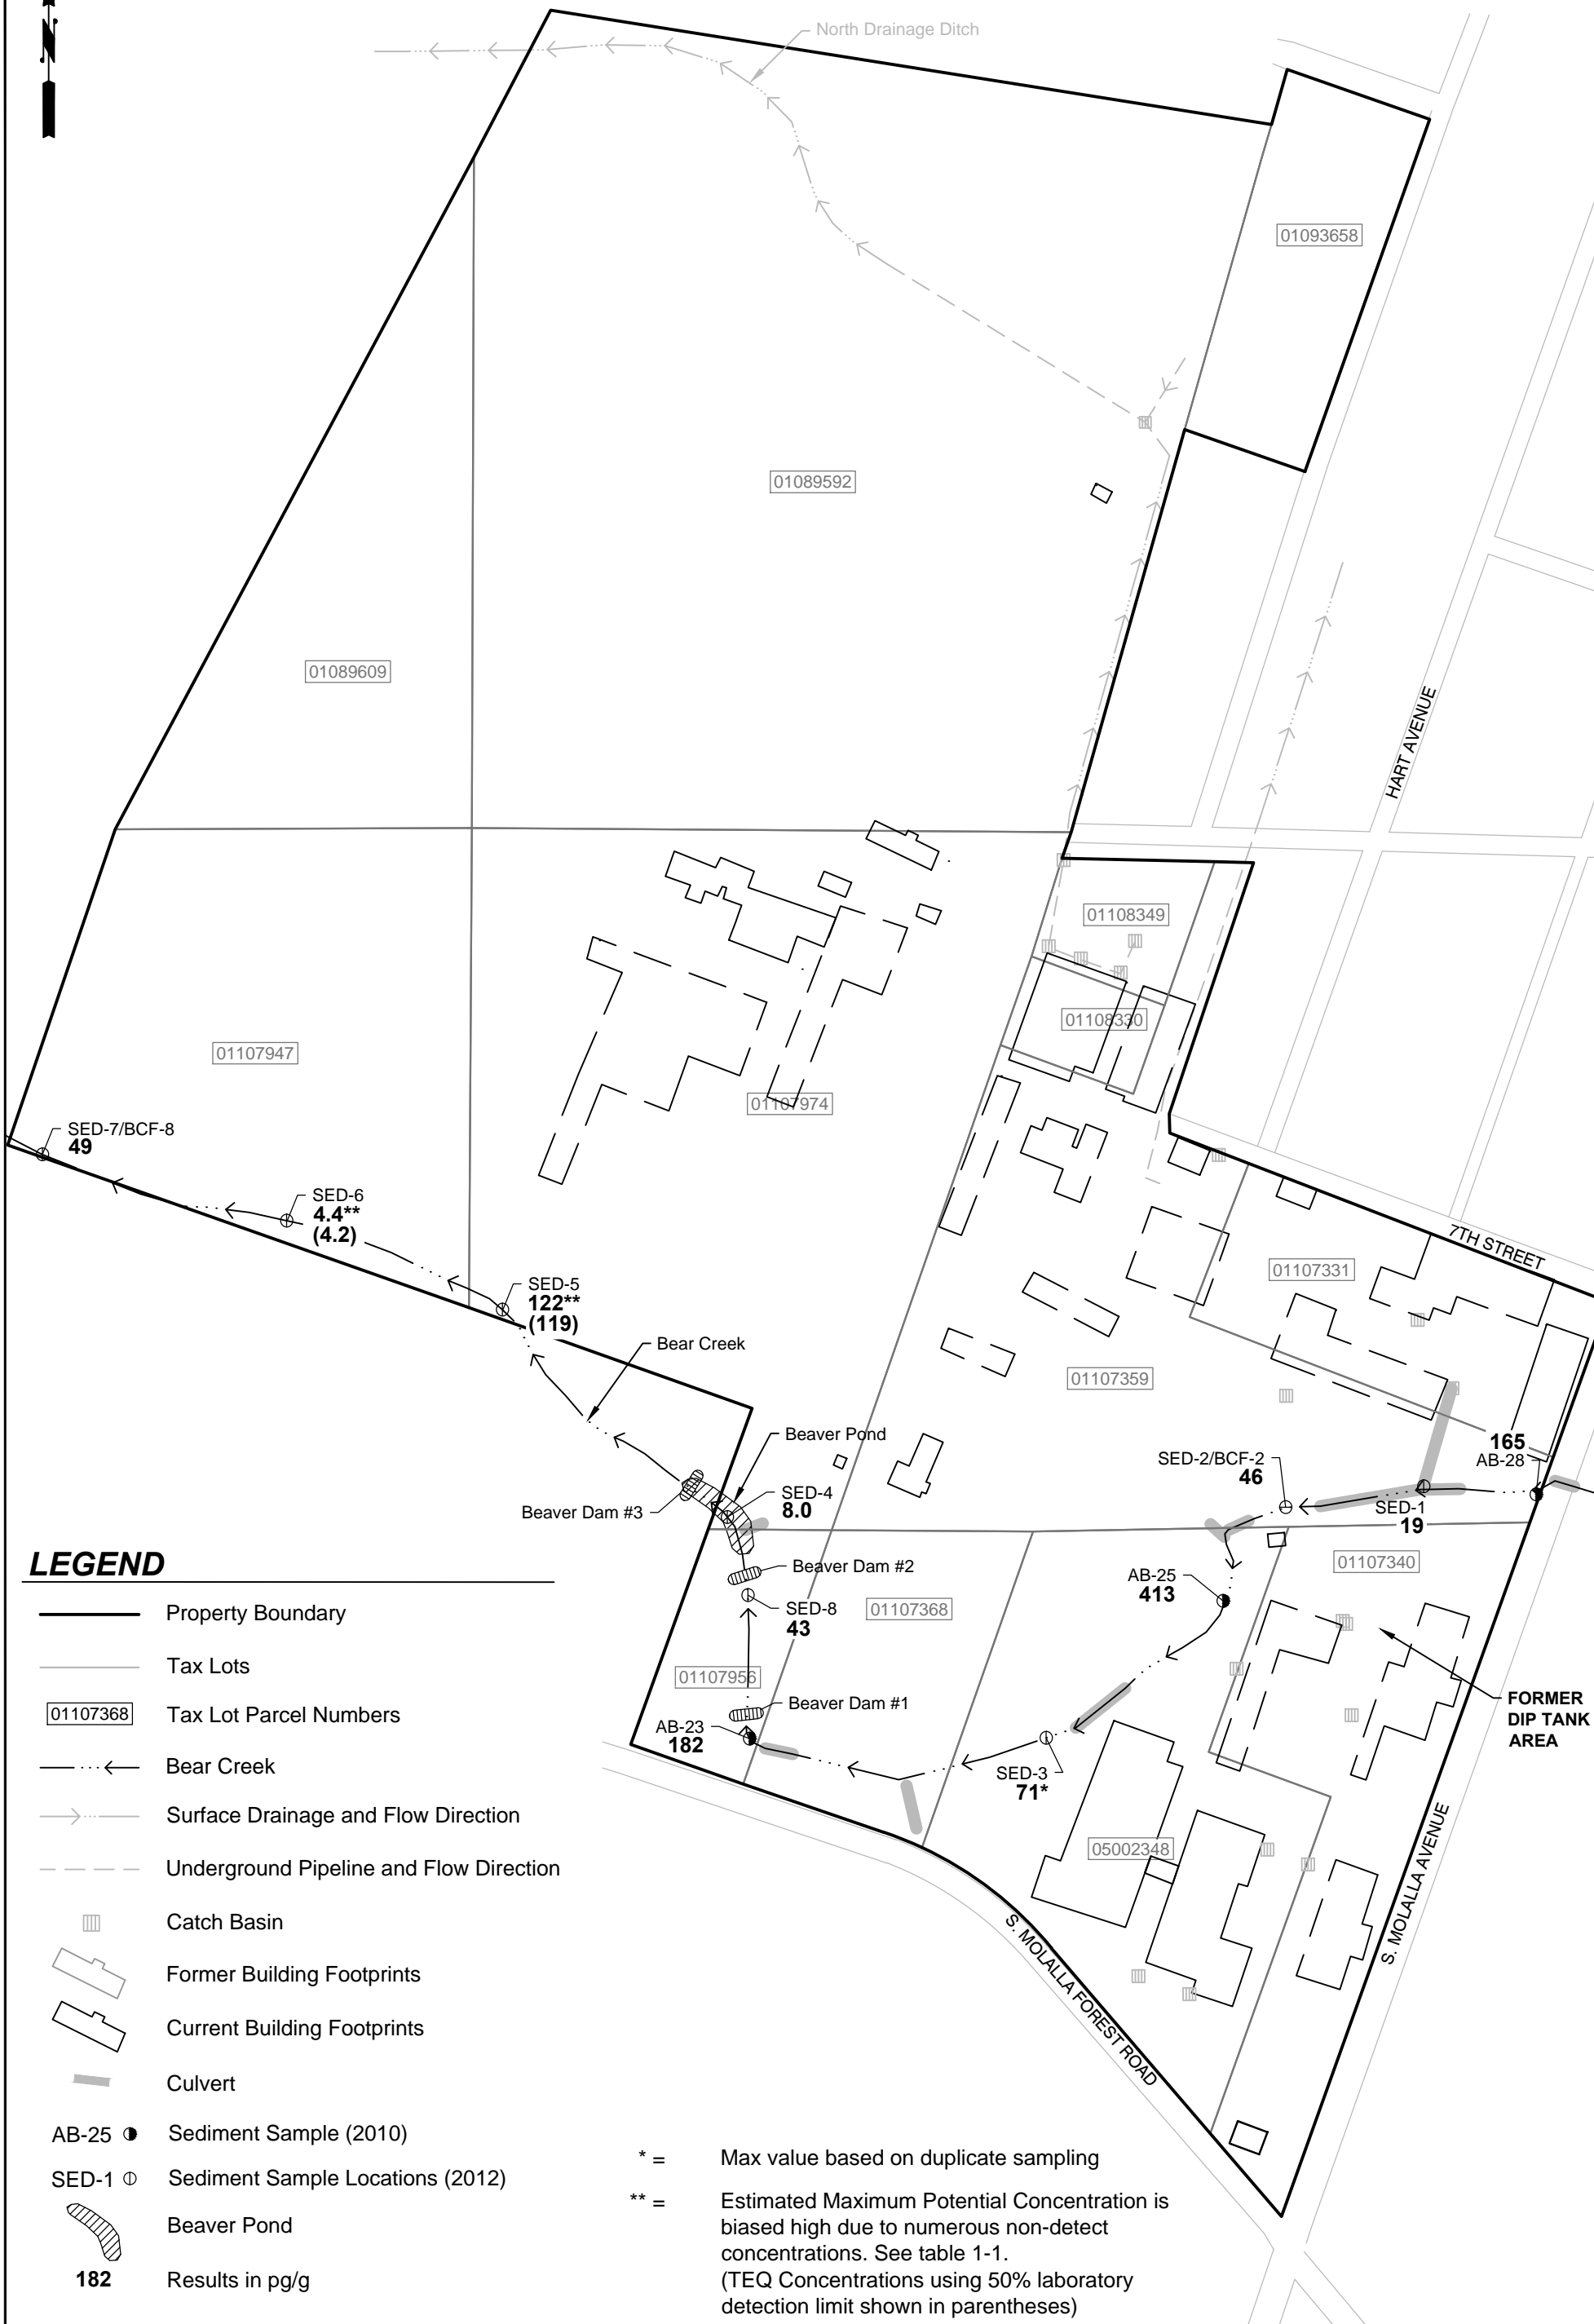 N
North Drainage Ditch
01093658
01089592
01089609
HART AVENUE
01108349
01108330
01107947
01107974
SED-7/BCF-8
49
SED-6
4.4**
(4.2)
7TH STREET
01107331
SED-5
122**
(119)
Bear Creek
01107359
Beaver Pond
165
AB-28
SED-2/BCF-2
46
SED-4
8.0
Beaver Dam #3
SED-1
19
01107340
Beaver Dam #2
AB-25
413
SED-8
43
01107368
01107956
Beaver Dam #1
AB-23
182
FORMER
DIP TANK
AREA
SED-3
71*
05002348
S. MOLALLA AVENUE
S. MOLALLA FOREST ROAD
LEGEND
Property Boundary
Tax Lots
01107368 Tax Lot Parcel Numbers
Bear Creek
Surface Drainage and Flow Direction
Underground Pipeline and Flow Direction
Catch Basin
Former Building Footprints
Current Building Footprints
Culvert
AB-25 Sediment Sample (2010)
SED-1 Sediment Sample Locations (2012)
Beaver Pond
182 Results in pg/g
* = Max value based on duplicate sampling
** = Estimated Maximum Potential Concentration is
biased high due to numerous non-detect
concentrations. See table 1-1.
(TEQ Concentrations using 50% laboratory
detection limit shown in parentheses)